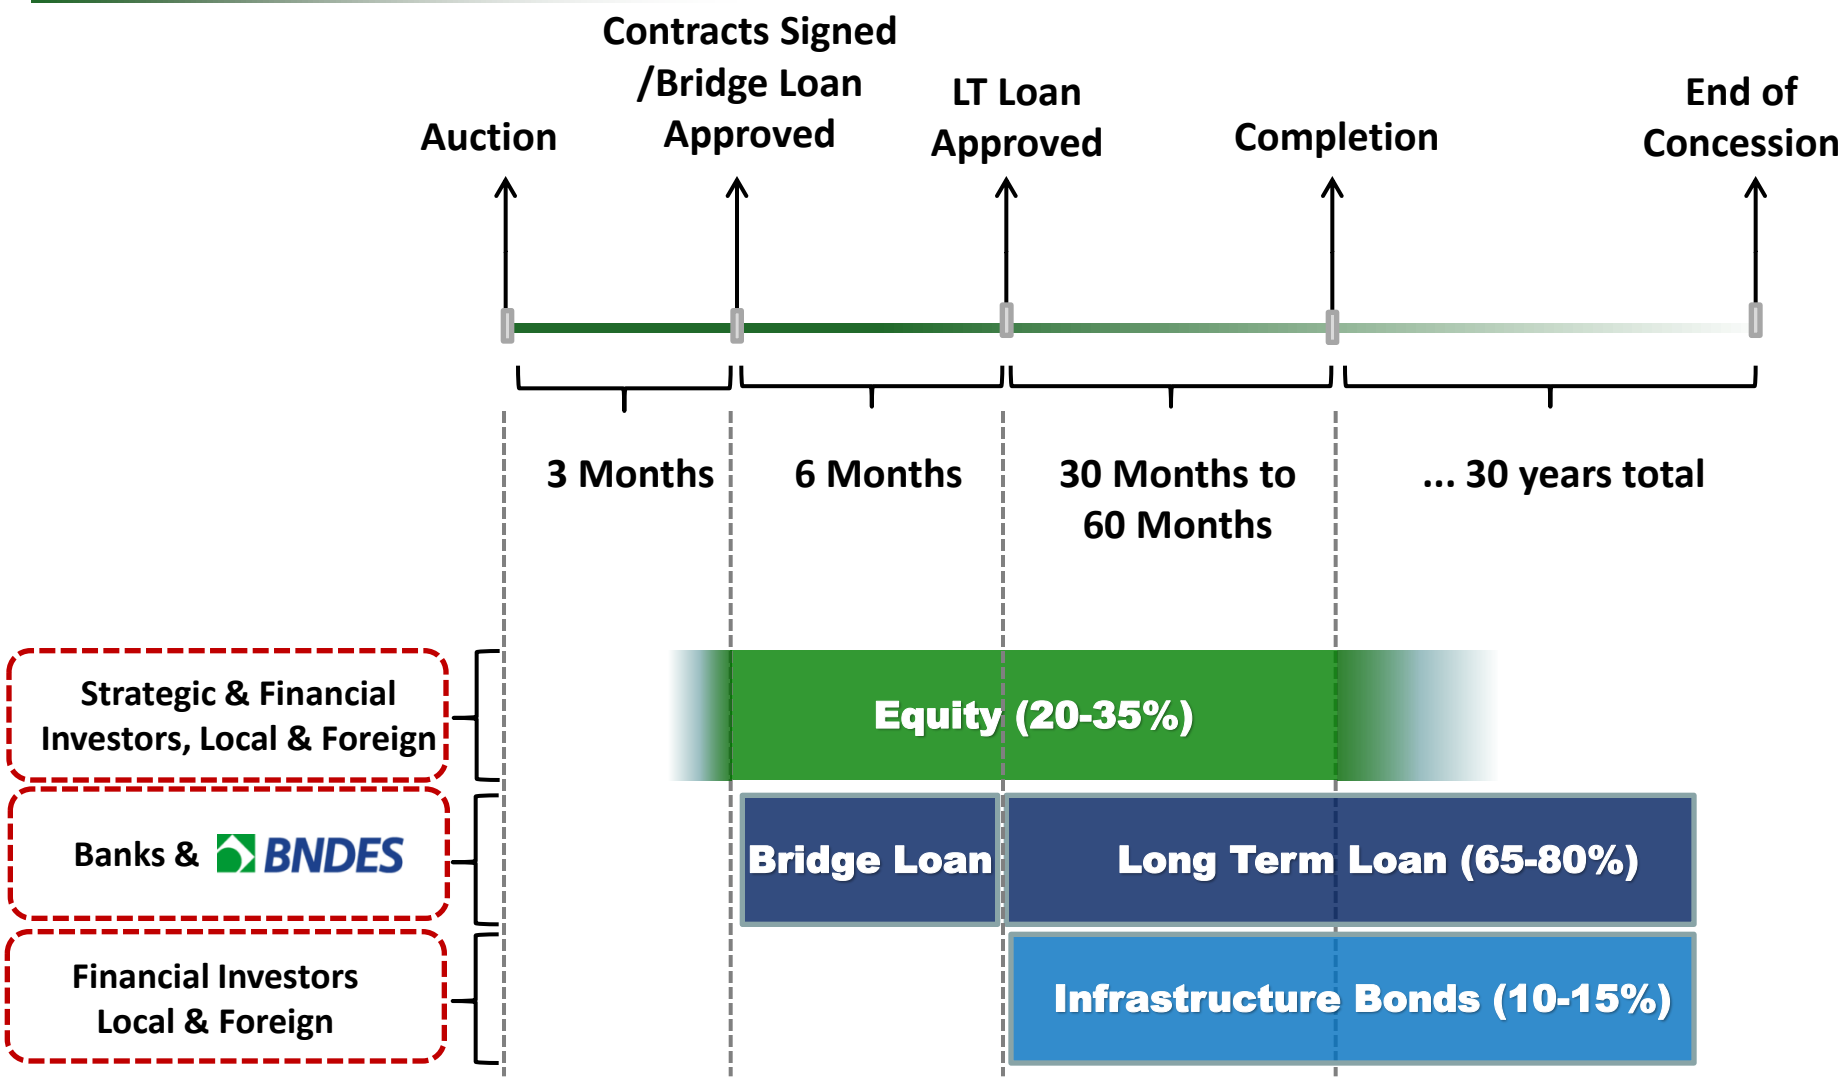 Contracts Signed
/Bridge Loan
Approved
LT Loan
Approved
End of
Concession
Auction
Completion
3 Months
6 Months
30 Months to
60 Months
... 30 years total
Strategic & Financial
Investors, Local & Foreign
Equity (20-35%)
Banks & BNDES
Bridge Loan
Long Term Loan (65-80%)
Financial Investors
Local & Foreign
Infrastructure Bonds (10-15%)